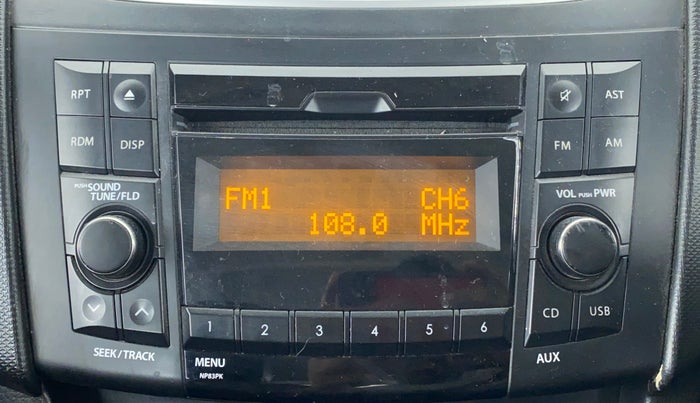 RPT
AST
RDM DISP
FM AM
PUSH SOUND
TUNE/FLD
VOL PUSH PWR
FM1 CH6
108.0 MHz
CD USB
1 2 3 4 5 6
SEEK/TRACK
MENU
AUX
NP83PK